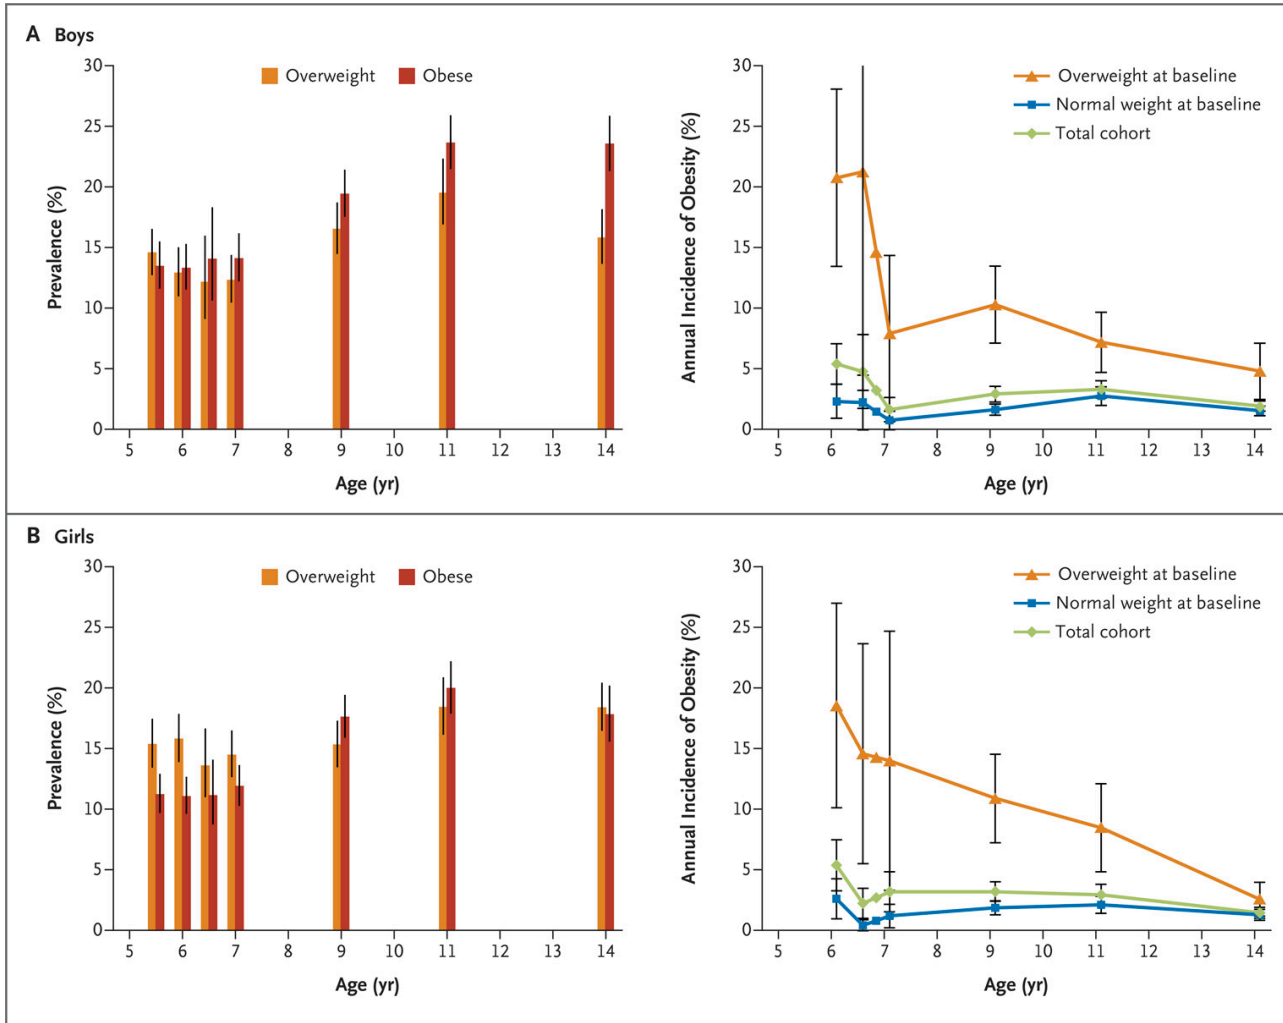 A Boys
Overweight Obese
Prevalence (%)
30
25
20
15
10
5
0
5 6 7 8 9 10 11 12 13 14
Age (yr)
Overweight at baseline
Normal weight at baseline
Total cohort
Annual Incidence of Obesity (%)
30
25
20
15
10
5
0
5 6 7 8 9 10 11 12 13 14
Age (yr)
B Girls
Overweight Obese
Prevalence (%)
30
25
20
15
10
5
0
5 6 7 8 9 10 11 12 13 14
Age (yr)
Overweight at baseline
Normal weight at baseline
Total cohort
Annual Incidence of Obesity (%)
30
25
20
15
10
5
0
5 6 7 8 9 10 11 12 13 14
Age (yr)